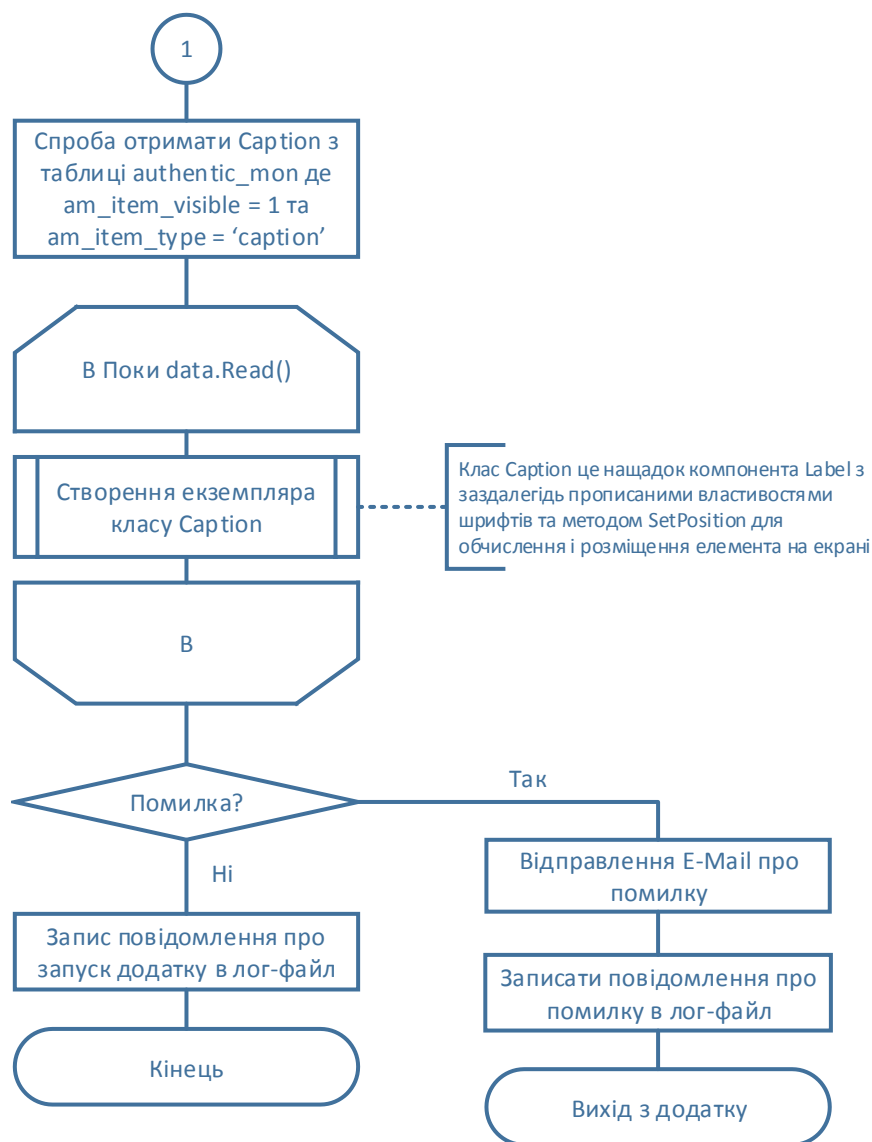 1
Спроба отримати Caption з
таблиці authentic_mon де
am_item_visible = 1 та
am_item_type = ‘caption’
В Поки data.Read()
Створення екземпляра
класу Caption
Клас Caption це нащадок компонента Label з
заздалегідь прописаними властивостями
шрифтів та методом SetPosition для
обчислення і розміщення елемента на екрані
В
Помилка?
Так
Ні
Відправлення E-Mail про
помилку
Запис повідомлення про
запуск додатку в лог-файл
Записати повідомлення про
помилку в лог-файл
Кінець
Вихід з додатку